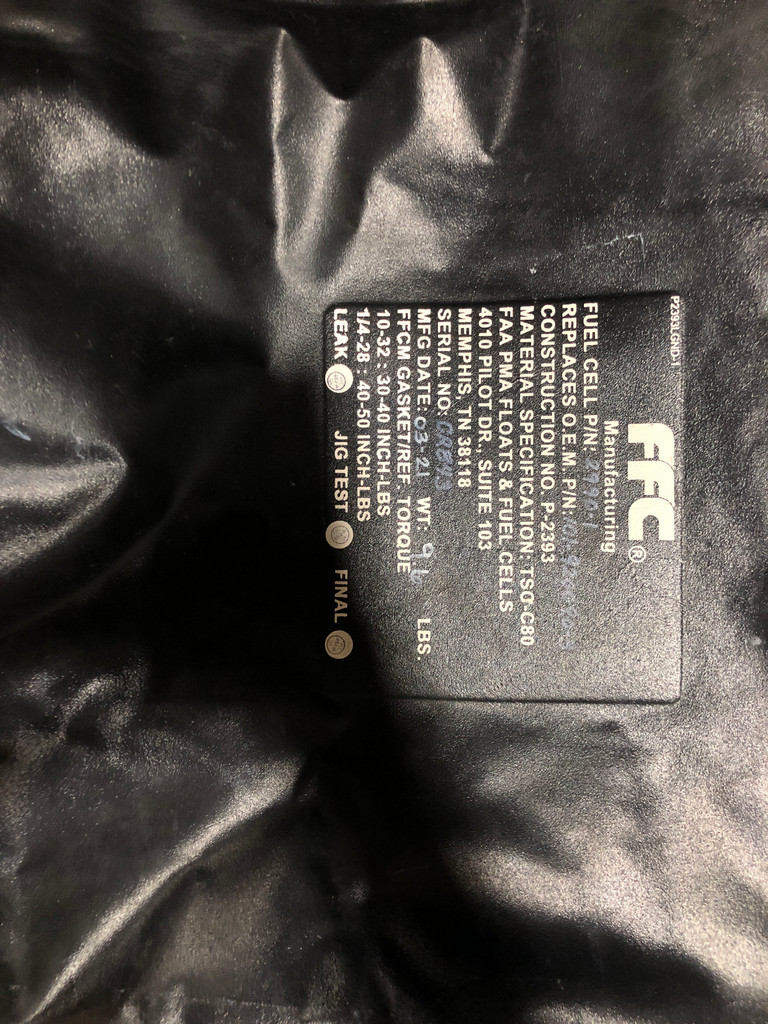 P2393LGND-1
FFC®
Manufacturing
FUEL CELL P/N:
REPLACES O.E.M. P/N:
CONSTRUCTION NO. P-2393
MATERIAL SPECIFICATION, TSO-C80
FAA PMA FLOATS & FUEL CELLS
4010 PILOT DR., SUITE 103
MEMPHIS, TN 38118
SERIAL NO:
MFG DATE: 03-21 WT: LBS.
FFCM GASKET/REF. TORQUE
10-32 : 30-40 INCH-LBS
1/4-28 : 40-50 INCH-LBS
LEAK JIG TEST FINAL